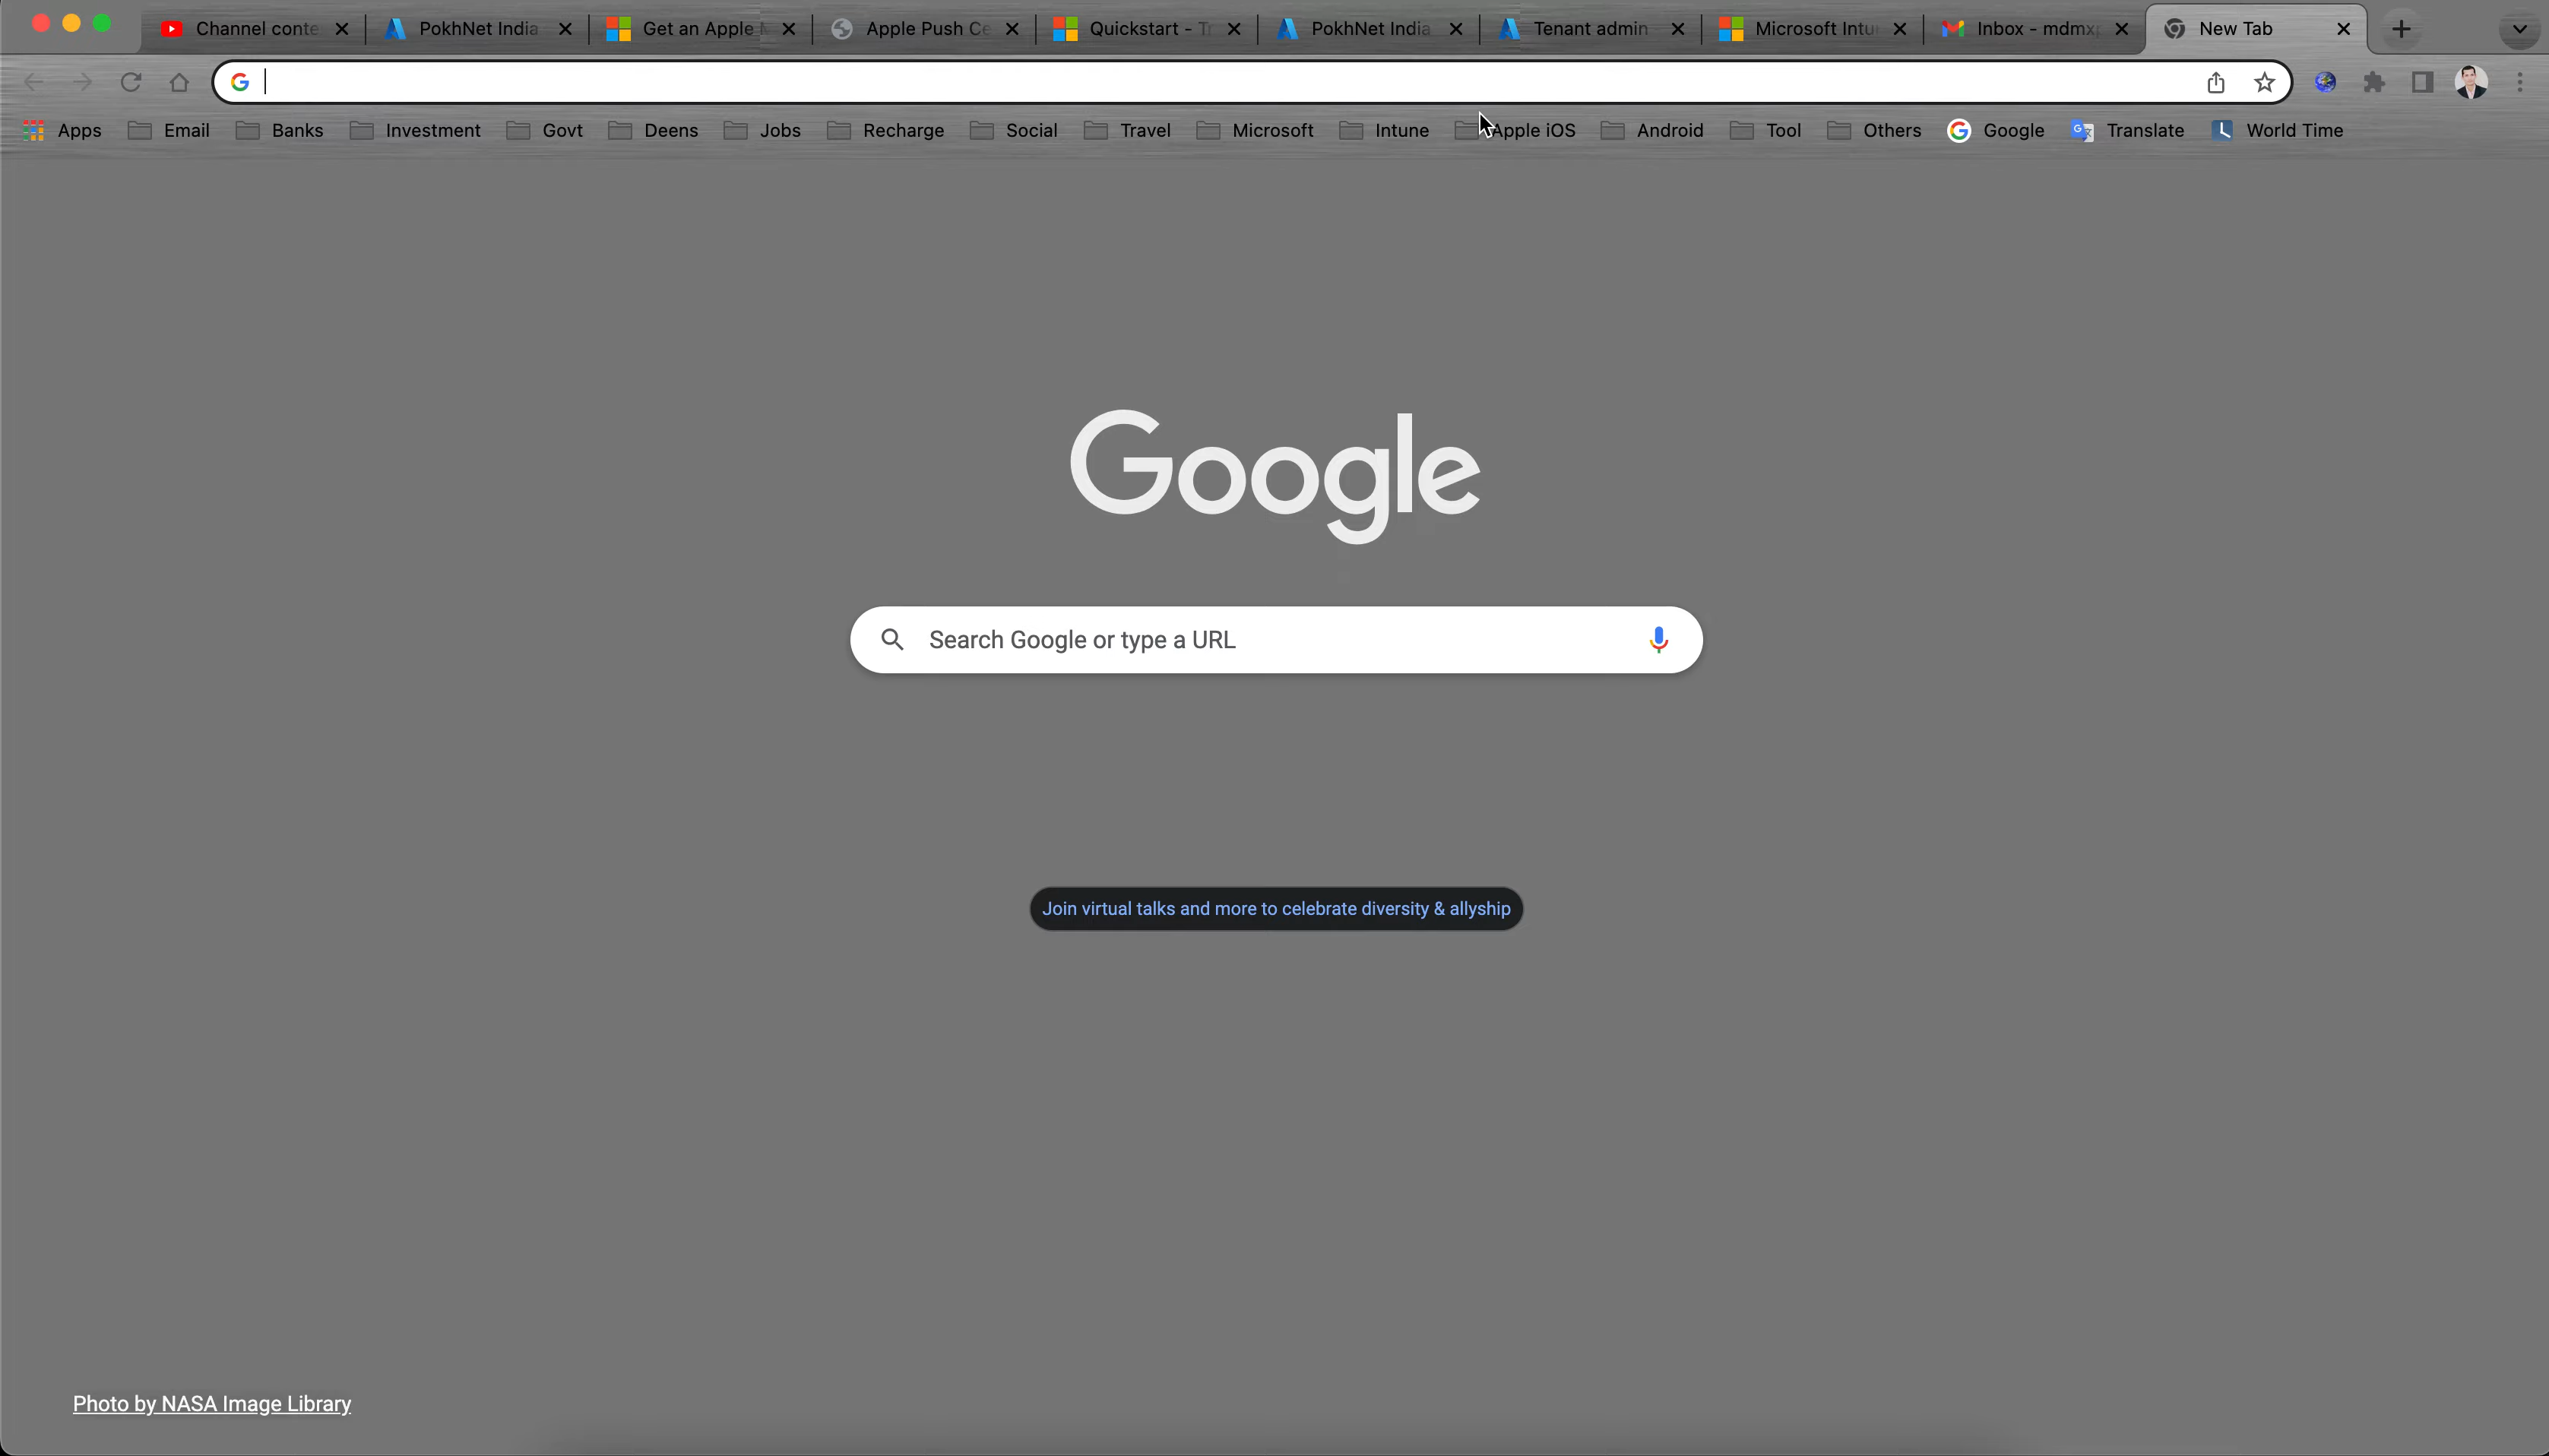 Channel conte PokhNet India Get an Apple M Apple Push Ce Quickstart - Tr PokhNet India Tenant admin Microsoft Intu Inbox - mdmxp New Tab
Apps Email Banks Investment Govt Deens Jobs Recharge Social Travel Microsoft Intune Apple iOS Android Tool Others Google Translate World Time
Google
Search Google or type a URL
Join virtual talks and more to celebrate diversity & allyship
Photo by NASA Image Library